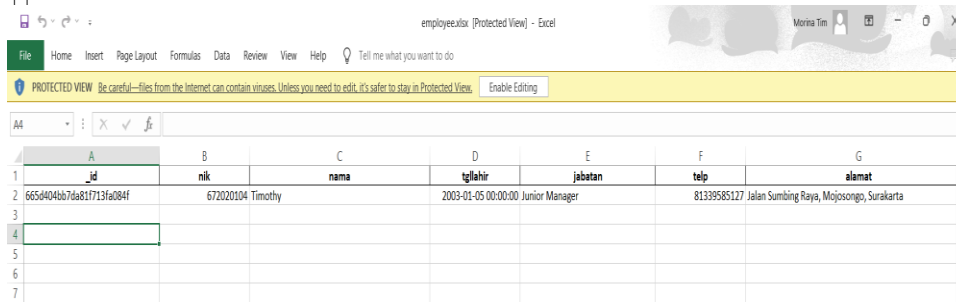 employee.xlsx [Protected View] - Excel
Morina Tim
File Home Insert Page Layout Formulas Data Review View Help Tell me what you want to do
PROTECTED VIEW Be careful—files from the Internet can contain viruses. Unless you need to edit, it's safer to stay in Protected View. Enable Editing
A4 fx
A B C D E F G
1 _id nik nama tgllahir jabatan telp alamat
2 665d404bb7da81f713fa084f 672020104 Timothy 2003-01-05 00:00:00 Junior Manager 81339585127 Jalan Sumbing Raya, Mojosongo, Surakarta
3
4
5
6
7